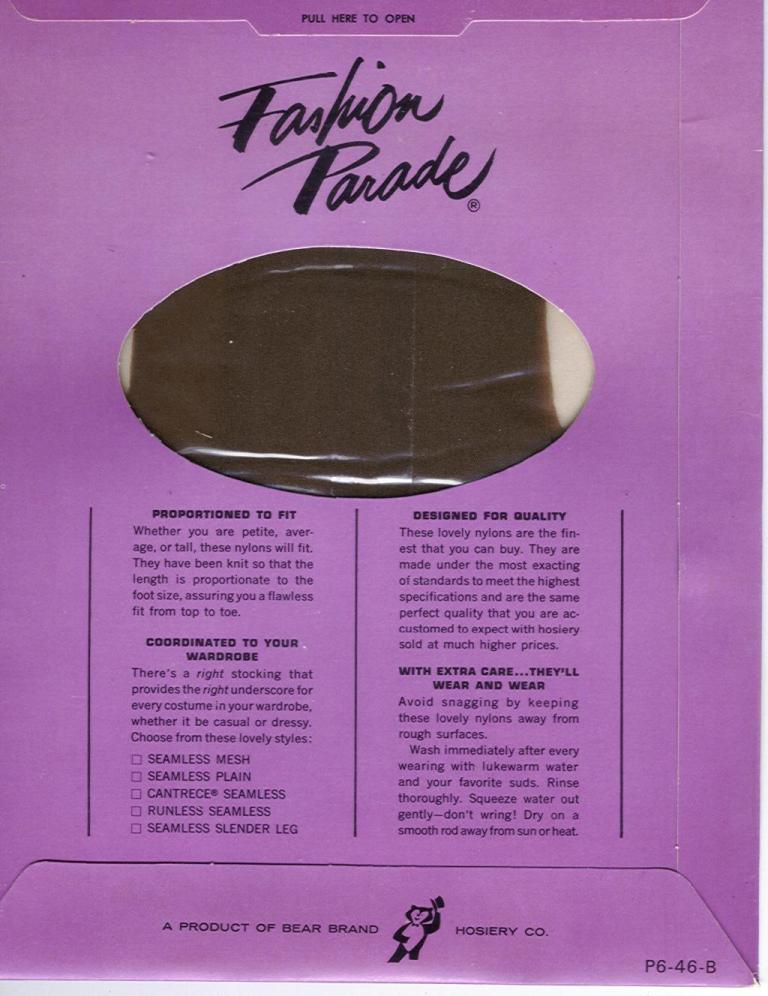 PULL HERE TO OPEN
Fashion
Parade®
PROPORTIONED TO FIT
Whether you are petite, aver-
age, or tall, these nylons will fit.
They have been knit so that the
length is proportionate to the
foot size, assuring you a flawless
fit from top to toe.
COORDINATED TO YOUR
WARDROBE
There's a right stocking that
provides the right underscore for
every costume in your wardrobe,
whether it be casual or dressy.
Choose from these lovely styles:
☐ SEAMLESS MESH
☐ SEAMLESS PLAIN
☐ CANTRECE® SEAMLESS
☐ RUNLESS SEAMLESS
☐ SEAMLESS SLENDER LEG
DESIGNED FOR QUALITY
These lovely nylons are the fin-
est that you can buy. They are
made under the most exacting
of standards to meet the highest
specifications and are the same
perfect quality that you are ac-
customed to expect with hosiery
sold at much higher prices.
WITH EXTRA CARE...THEY'LL
WEAR AND WEAR
Avoid snagging by keeping
these lovely nylons away from
rough surfaces.
Wash immediately after every
wearing with lukewarm water
and your favorite suds. Rinse
thoroughly. Squeeze water out
gently—don't wring! Dry on a
smooth rod away from sun or heat.
A PRODUCT OF BEAR BRAND HOSIERY CO.
P6-46-B